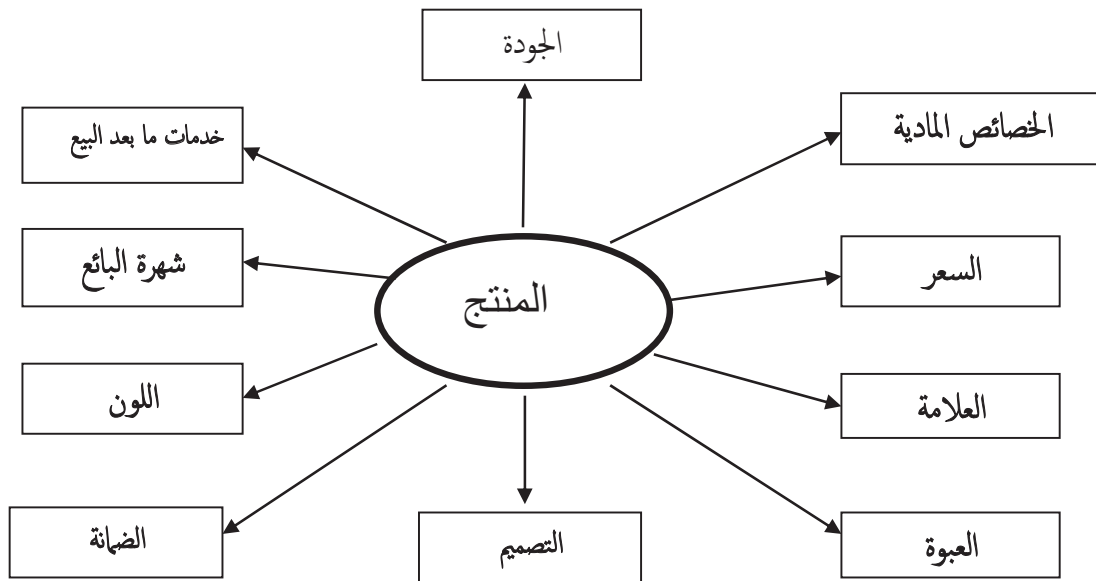 الجودة
الخصائص المادية
خدمات ما بعد البيع
السعر
شهرة البائع
المنتج
العلامة
اللون
العبوة
التصميم
الضمانة